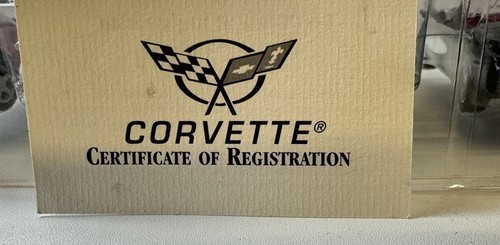 CORVETTE®
CERTIFICATE OF REGISTRATION